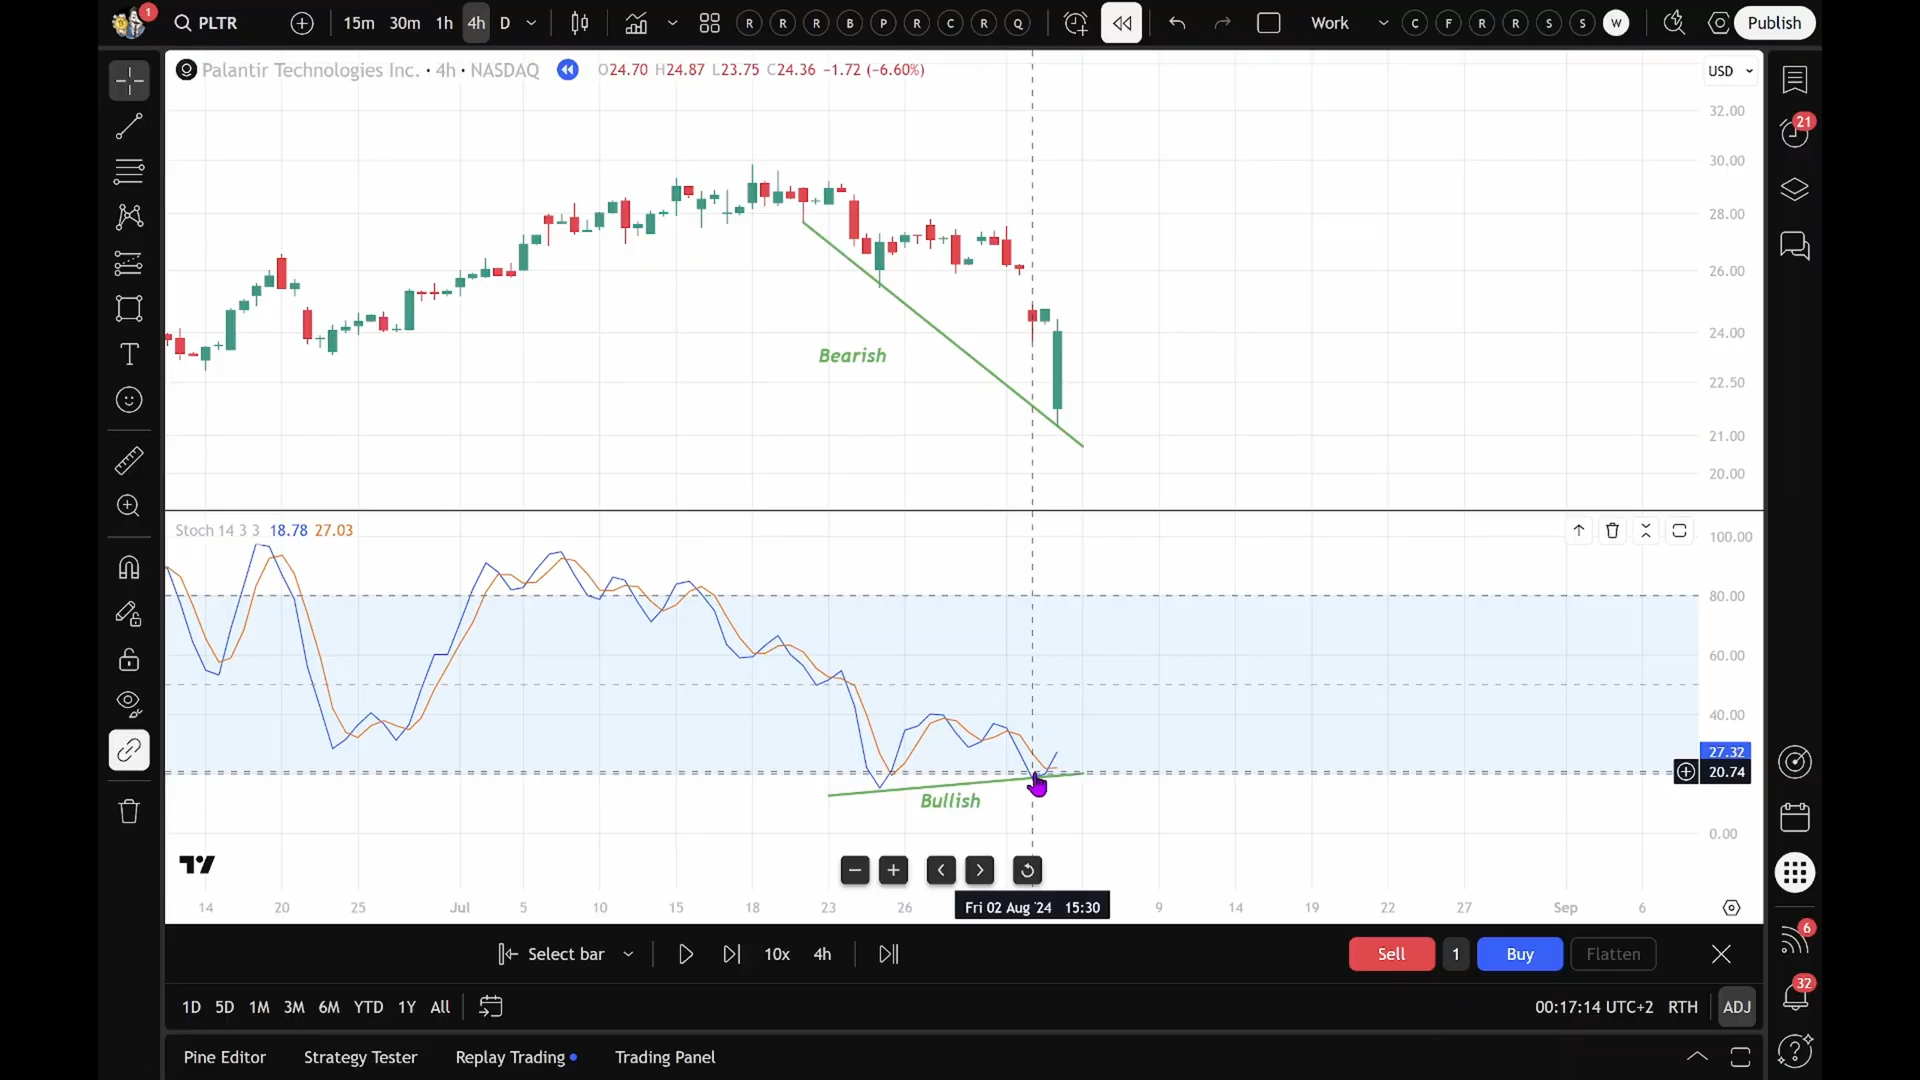 1
PLTR
15m 30m 1h 4h D
R R R B P R C R Q
Work
C F R R S S W
Publish
Palantir Technologies Inc. · 4h · NASDAQ
O24.70 H24.87 L23.75 C24.36 −1.72 (−6.60%)
USD
32.00
30.00
28.00
26.00
24.00
22.50
21.00
20.00
Bearish
21
Stoch 14 3 3 18.78 27.03
100.00
80.00
60.00
40.00
27.32
20.74
0.00
Bullish
14 20 25 Jul 5 10 15 18 23 26 Fri 02 Aug '24 15:30 9 14 19 22 27 Sep 6
Select bar 10x 4h
Sell 1 Buy Flatten
6
1D 5D 1M 3M 6M YTD 1Y All
00:17:14 UTC+2 RTH ADJ
32
Pine Editor Strategy Tester Replay Trading Trading Panel